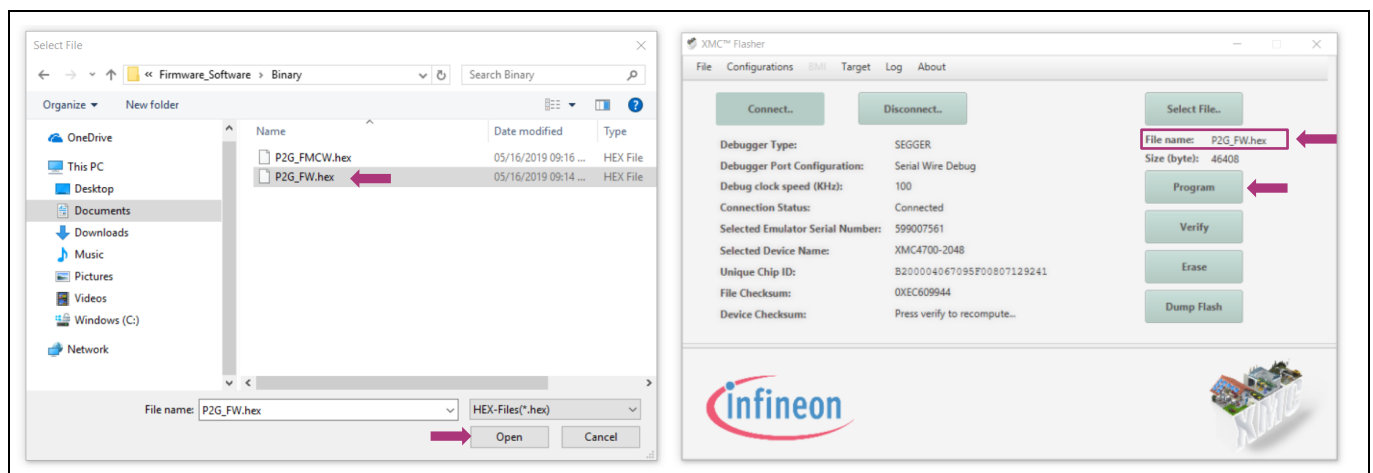 Select File
« Firmware_Software > Binary
Search Binary
Organize
New folder
OneDrive
This PC
Desktop
Documents
Downloads
Music
Pictures
Videos
Windows (C:)
Network
Name Date modified Type
P2G_FMCW.hex 05/16/2019 09:16 ... HEX File
P2G_FW.hex 05/16/2019 09:14 ... HEX File
File name: P2G_FW.hex HEX-Files(*.hex)
Open Cancel
XMC™ Flasher
File Configurations BMI Target Log About
Connect.. Disconnect..
Debugger Type: SEGGER
Debugger Port Configuration: Serial Wire Debug
Debug clock speed (KHz): 100
Connection Status: Connected
Selected Emulator Serial Number: 599007561
Selected Device Name: XMC4700-2048
Unique Chip ID: B200004067095F00807129241
File Checksum: 0XEC609944
Device Checksum: Press verify to recompute...
Select File..
File name: P2G_FW.hex
Size (byte): 46408
Program
Verify
Erase
Dump Flash
infineon
XMC